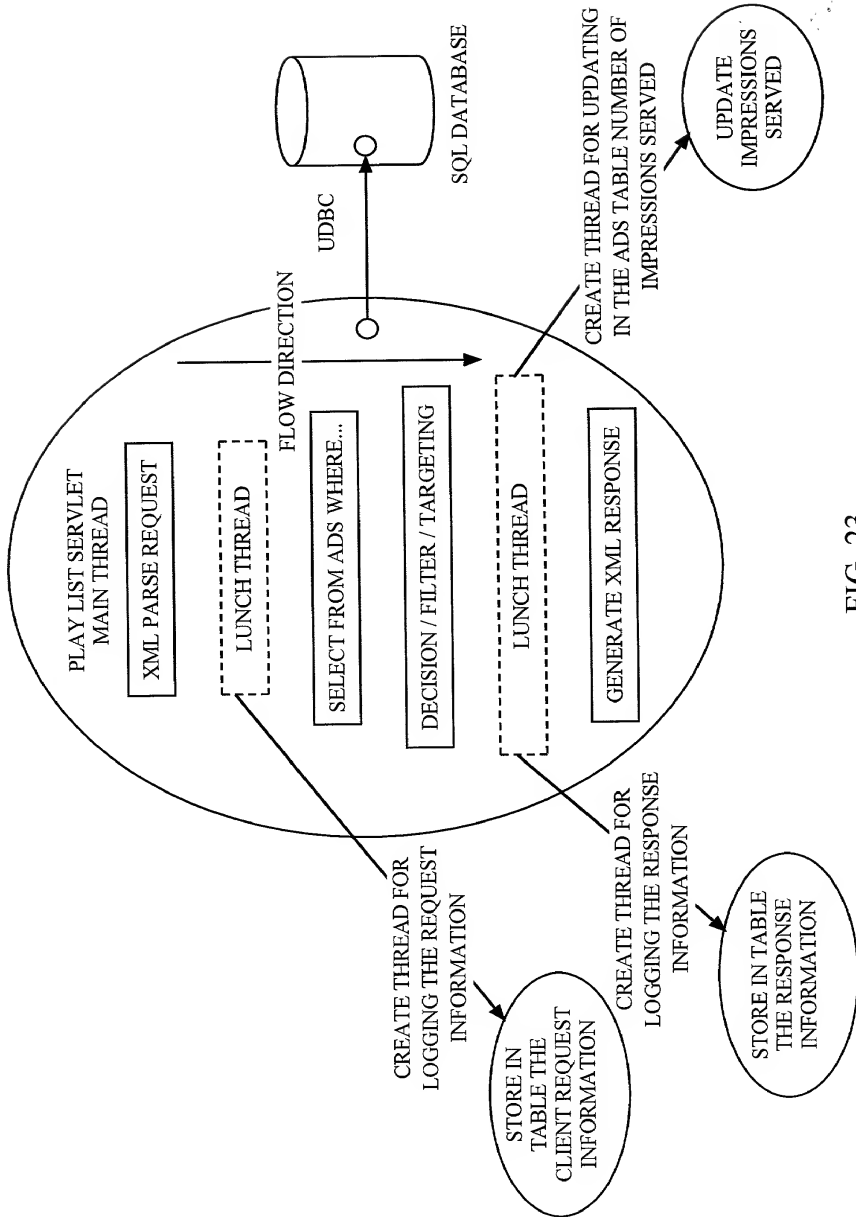 PLAY LIST SERVLET
MAIN THREAD
XML PARSE REQUEST
LUNCH THREAD
SELECT FROM ADS WHERE...
DECISION / FILTER / TARGETING
LUNCH THREAD
GENERATE XML RESPONSE
FLOW DIRECTION
UDBC
SQL DATABASE
CREATE THREAD FOR
LOGGING THE REQUEST
INFORMATION
STORE IN
TABLE THE
CLIENT REQUEST
INFORMATION
CREATE THREAD FOR
LOGGING THE RESPONSE
INFORMATION
STORE IN TABLE
THE RESPONSE
INFORMATION
CREATE THREAD FOR UPDATING
IN THE ADS TABLE NUMBER OF
IMPRESSIONS SERVED
UPDATE
IMPRESSIONS
SERVED
FIG. 23